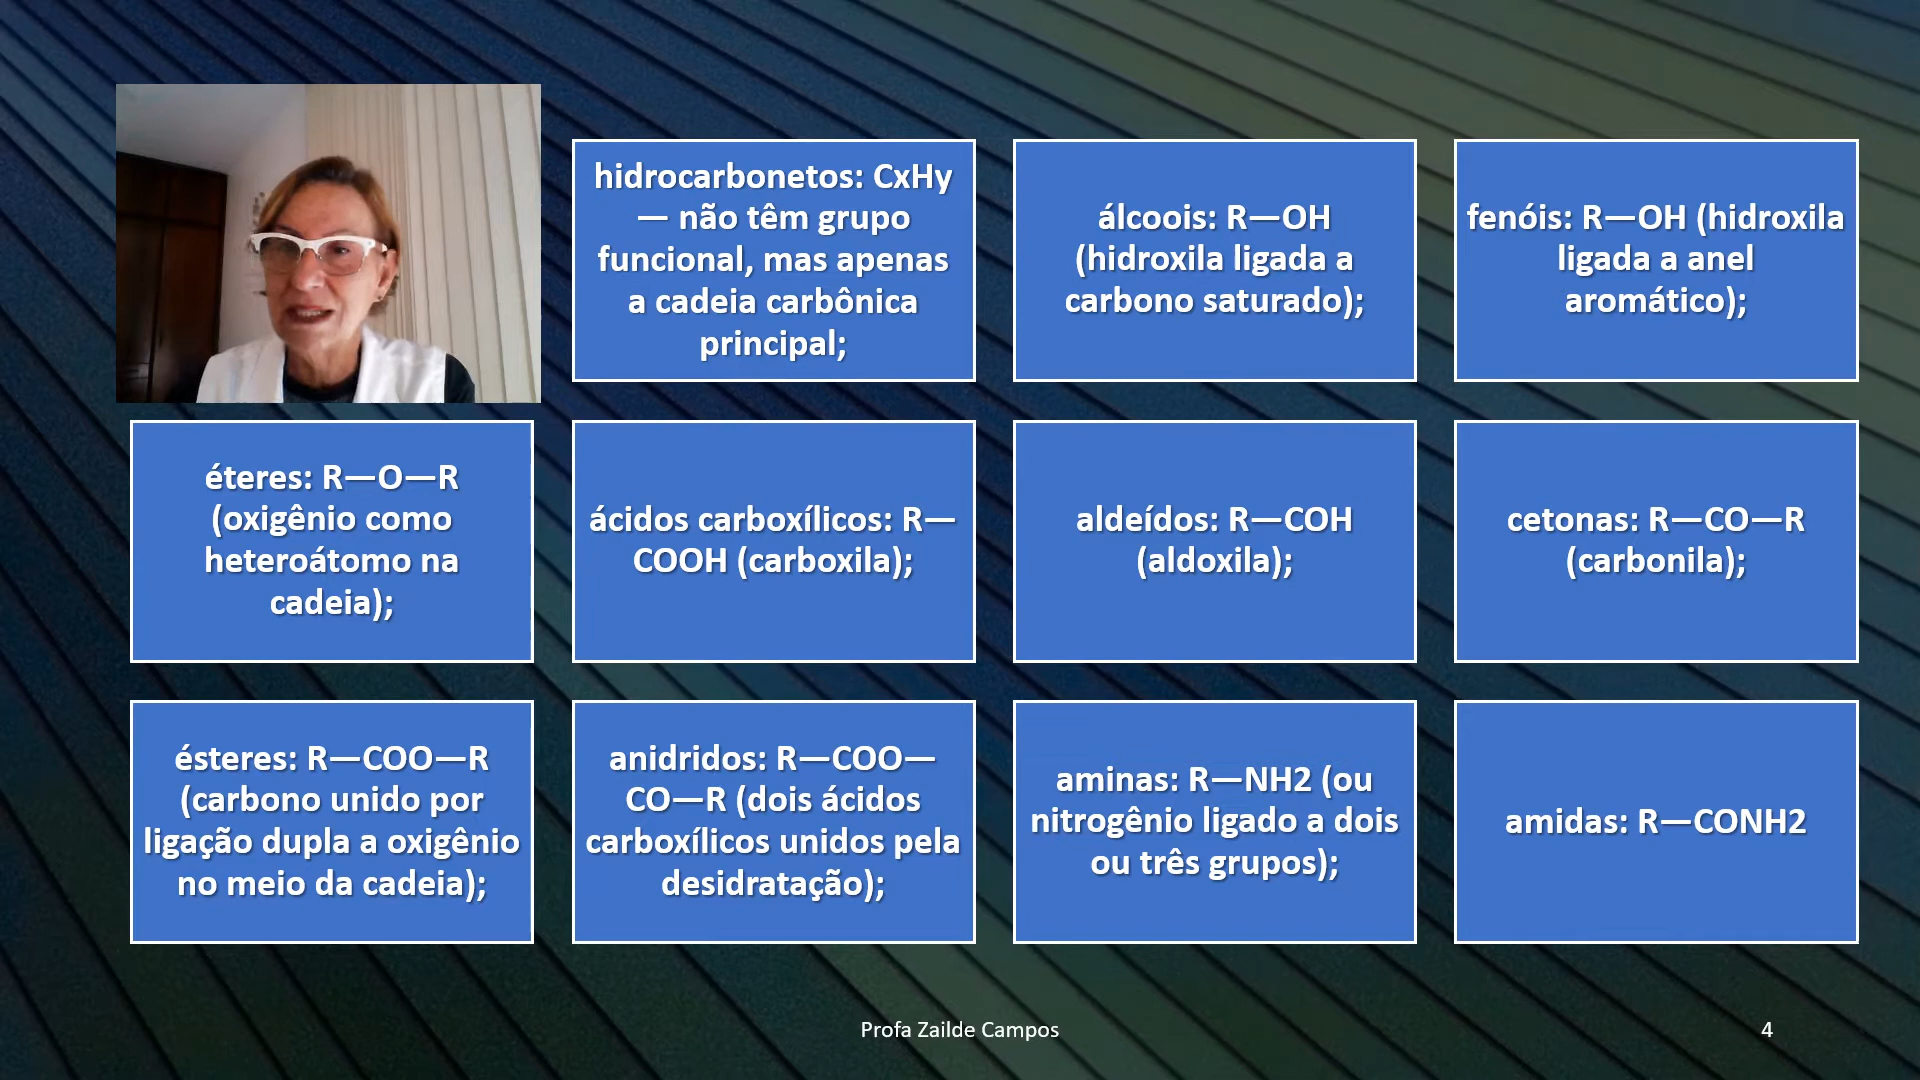 hidrocarbonetos: CxHy
— não têm grupo
funcional, mas apenas
a cadeia carbônica
principal;
álcoois: R—OH
(hidroxila ligada a
carbono saturado);
fenóis: R—OH (hidroxila
ligada a anel
aromático);
éteres: R—O—R
(oxigênio como
heteroátomo na
cadeia);
ácidos carboxílicos: R—
COOH (carboxila);
aldeídos: R—COH
(aldoxila);
cetonas: R—CO—R
(carbonila);
ésteres: R—COO—R
(carbono unido por
ligação dupla a oxigênio
no meio da cadeia);
anidridos: R—COO—
CO—R (dois ácidos
carboxílicos unidos pela
desidratação);
aminas: R—NH2 (ou
nitrogênio ligado a dois
ou três grupos);
amidas: R—CONH2
Profa Zailde Campos
4